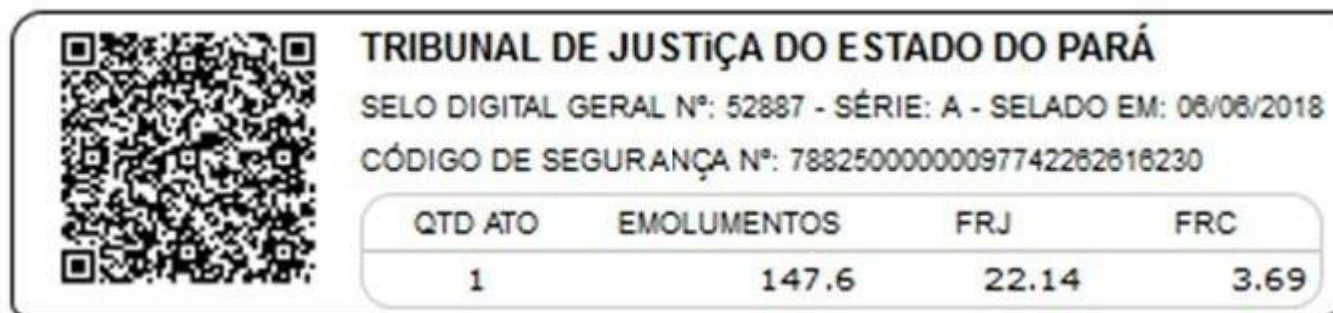 TRIBUNAL DE JUSTiÇA DO ESTADO DO PARÁ
SELO DIGITAL GERAL Nº: 52887 - SÉRIE: A - SELADO EM: 06/06/2018
CÓDIGO DE SEGURANÇA Nº: 78825000000097742262616230
QTD ATO EMOLUMENTOS FRJ FRC
1 147.6 22.14 3.69